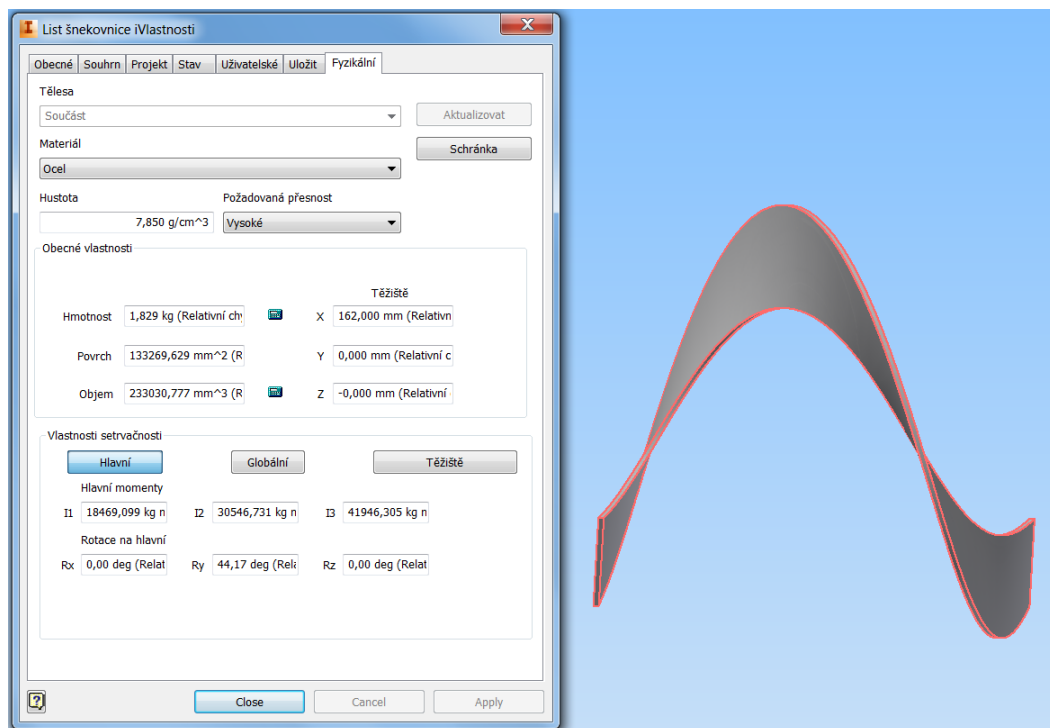 List šnekovnice iVlastnosti
Obecné Souhrn Projekt Stav Uživatelské Uložit Fyzikální
Tělesa
Součást Aktualizovat
Materiál Schránka
Ocel
Hustota Požadovaná přesnost
7,850 g/cm^3 Vysoké
Obecné vlastnosti
Těžiště
Hmotnost 1,829 kg (Relativní ch X 162,000 mm (Relativn
Povrch 133269,629 mm^2 (R Y 0,000 mm (Relativní c
Objem 233030,777 mm^3 (R Z -0,000 mm (Relativní
Vlastnosti setrvačnosti
Hlavní Globální Těžiště
Hlavní momenty
I1 18469,099 kg n I2 30546,731 kg n I3 41946,305 kg n
Rotace na hlavní
Rx 0,00 deg (Relat Ry 44,17 deg (Rela Rz 0,00 deg (Relat
? Close Cancel Apply